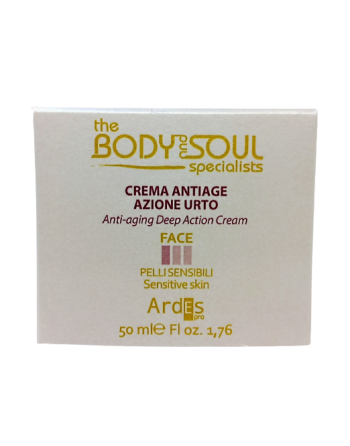 the
BODY and SOUL
specialists
CREMA ANTIAGE
AZIONE URTO
Anti-aging Deep Action Cream
FACE
PELLI SENSIBILI
Sensitive skin
ArdEs
pro
50 ml℮ Fl oz. 1,76